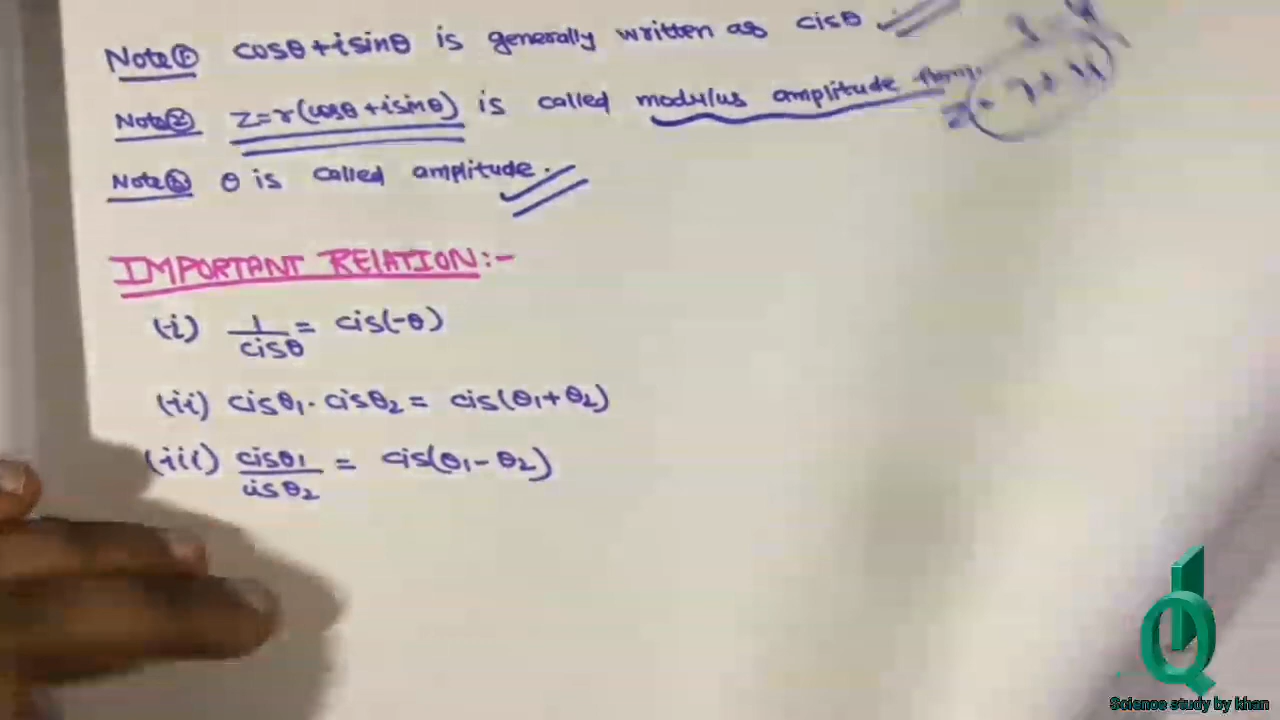 Note① cosθ+isinθ is generally written as cisθ
Note② z=r(cosθ+isinθ) is called modulus amplitude form.
Note③ θ is called amplitude.
IMPORTANT RELATION:-
(i) 1/cisθ = cis(-θ)
(ii) cisθ₁. cisθ₂ = cis(θ₁+θ₂)
(iii) cisθ₁/cisθ₂ = cis(θ₁-θ₂)
Science study by khan